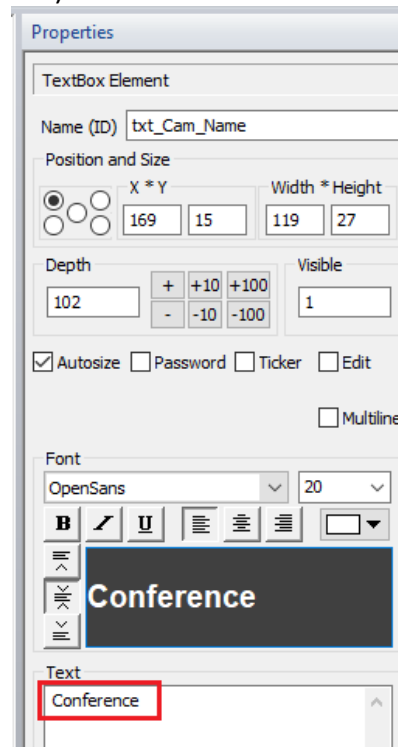 Properties
TextBox Element
Name (ID) txt_Cam_Name
Position and Size
X * Y Width * Height
169 15 119 27
Depth Visible
+ +10 +100
102 1
- -10 -100
Autosize Password Ticker Edit
Multiline
Font
OpenSans 20
B I U
Conference
Text
Conference